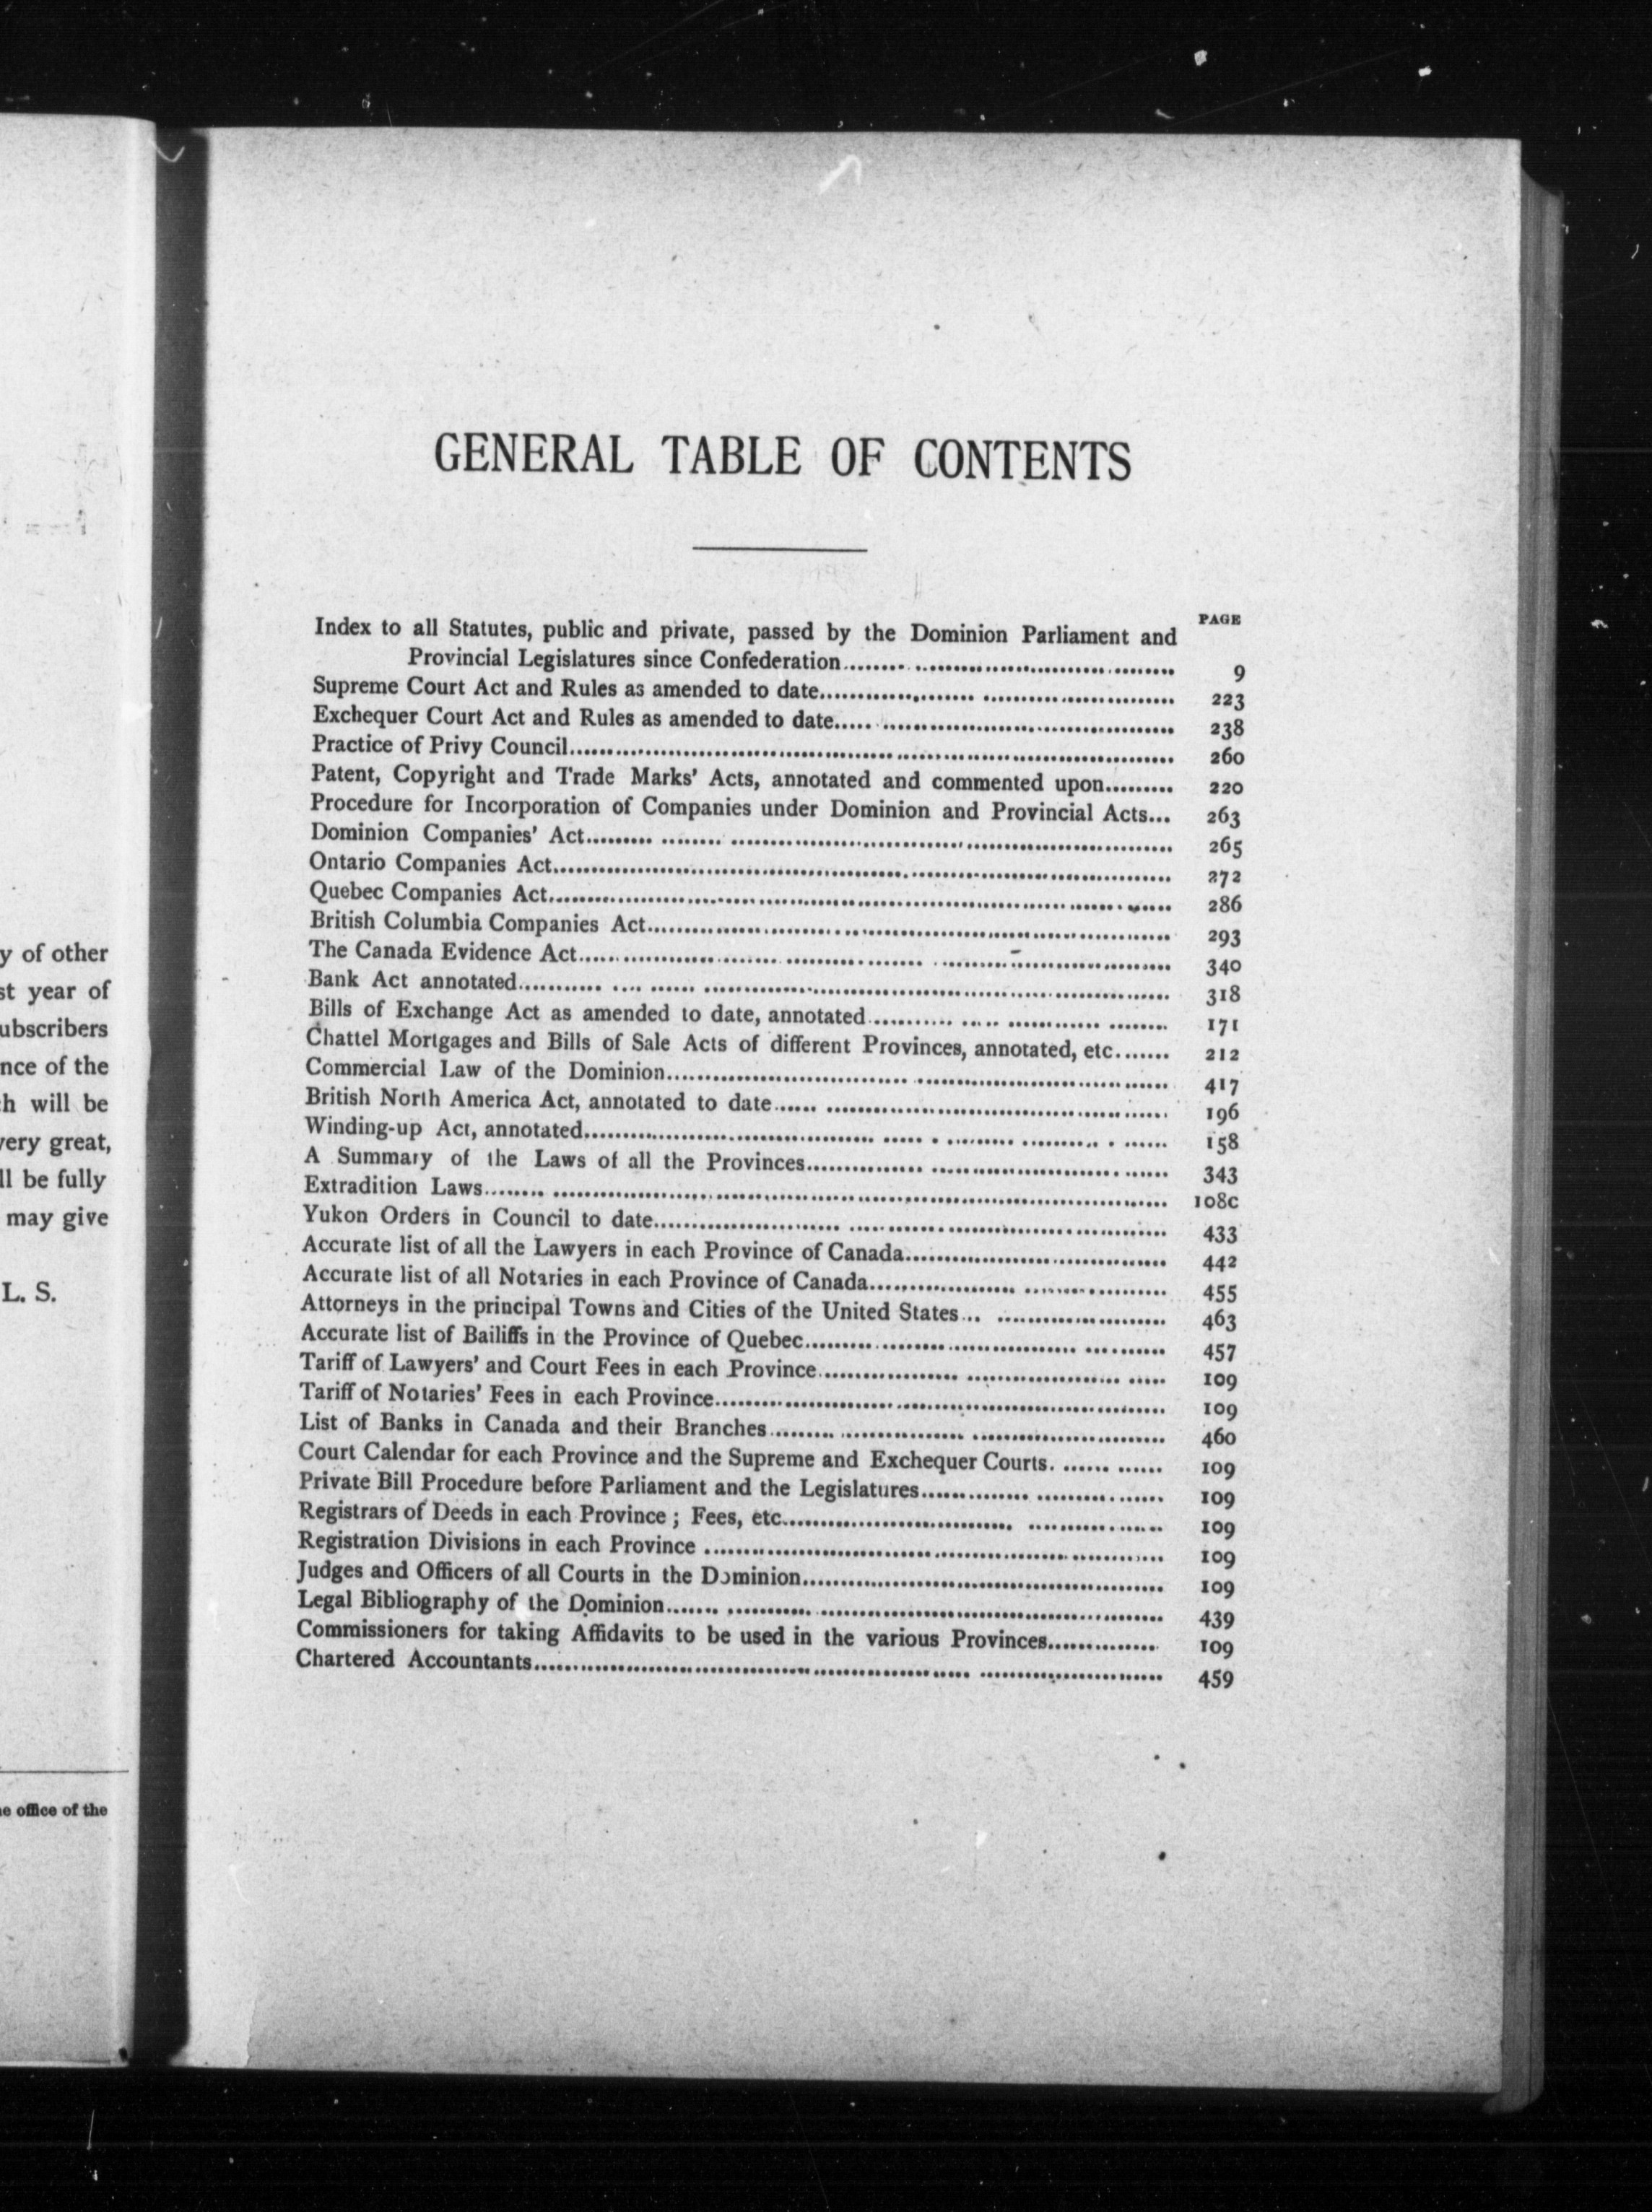 y of other
st year of
ubscribers
nce of the
h will be
very great,
ll be fully
may give
L. S.
e office of the
GENERAL TABLE OF CONTENTS
PAGE
Index to all Statutes, public and private, passed by the Dominion Parliament and
Provincial Legislatures since Confederation........ 9
Supreme Court Act and Rules as amended to date........ 223
Exchequer Court Act and Rules as amended to date........ 238
Practice of Privy Council........ 260
Patent, Copyright and Trade Marks' Acts, annotated and commented upon......... 220
Procedure for Incorporation of Companies under Dominion and Provincial Acts... 263
Dominion Companies' Act........ 265
Ontario Companies Act........ 272
Quebec Companies Act........ 286
British Columbia Companies Act........ 293
The Canada Evidence Act........ 340
Bank Act annotated........ 318
Bills of Exchange Act as amended to date, annotated........ 171
Chattel Mortgages and Bills of Sale Acts of different Provinces, annotated, etc....... 212
Commercial Law of the Dominion........ 417
British North America Act, annotated to date........ 196
Winding-up Act, annotated........ 158
A Summary of the Laws of all the Provinces........ 343
Extradition Laws........ 108c
Yukon Orders in Council to date........ 433
Accurate list of all the Lawyers in each Province of Canada........ 442
Accurate list of all Notaries in each Province of Canada........ 455
Attorneys in the principal Towns and Cities of the United States........ 463
Accurate list of Bailiffs in the Province of Quebec........ 457
Tariff of Lawyers' and Court Fees in each Province........ 109
Tariff of Notaries' Fees in each Province........ 109
List of Banks in Canada and their Branches........ 460
Court Calendar for each Province and the Supreme and Exchequer Courts. ...... ...... 109
Private Bill Procedure before Parliament and the Legislatures........ 109
Registrars of Deeds in each Province ; Fees, etc........ 109
Registration Divisions in each Province ........ 109
Judges and Officers of all Courts in the Dominion........ 109
Legal Bibliography of the Dominion........ 439
Commissioners for taking Affidavits to be used in the various Provinces........ 109
Chartered Accountants........ 459